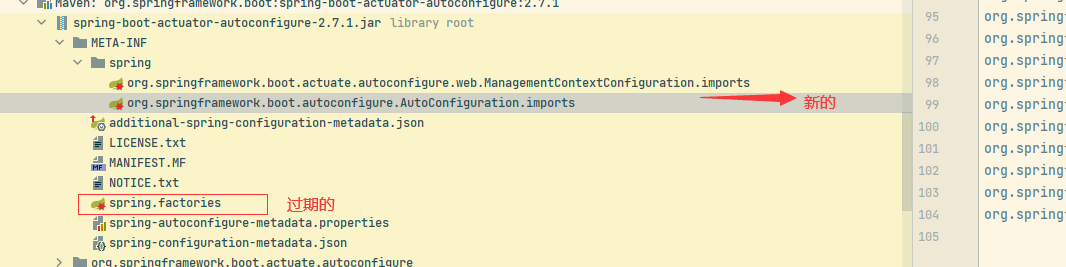 Maven: org.springframework.boot:spring-boot-actuator-autoconfigure:2.7.1
spring-boot-actuator-autoconfigure-2.7.1.jar library root
META-INF
spring
org.springframework.boot.actuate.autoconfigure.web.ManagementContextConfiguration.imports
org.springframework.boot.autoconfigure.AutoConfiguration.imports
新的
additional-spring-configuration-metadata.json
LICENSE.txt
MANIFEST.MF
NOTICE.txt
spring.factories
过期的
spring-autoconfigure-metadata.properties
spring-configuration-metadata.json
org.springframework.boot.actuate.autoconfigure
95 org.spring
96 org.spring
97 org.spring
98 org.spring
99 org.spring
100 org.spring
101 org.spring
102 org.spring
103 org.spring
104 org.spring
105